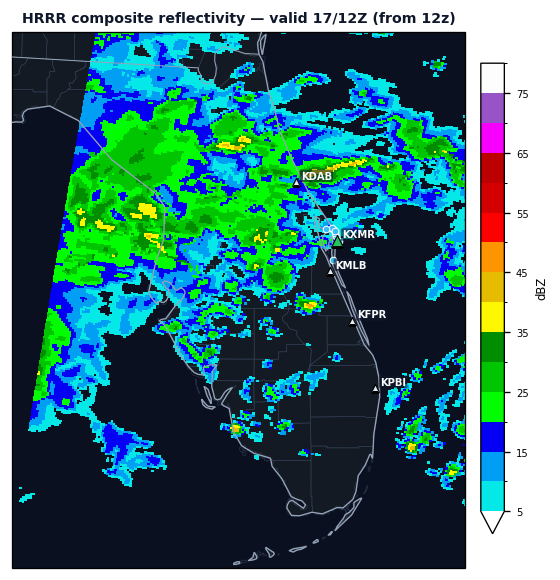 HRRR composite reflectivity — valid 17/12Z (from 12z)
KDAB
KXMR
KMLB
KFPR
KPBI
75
65
55
45
35
25
15
5
dBZ